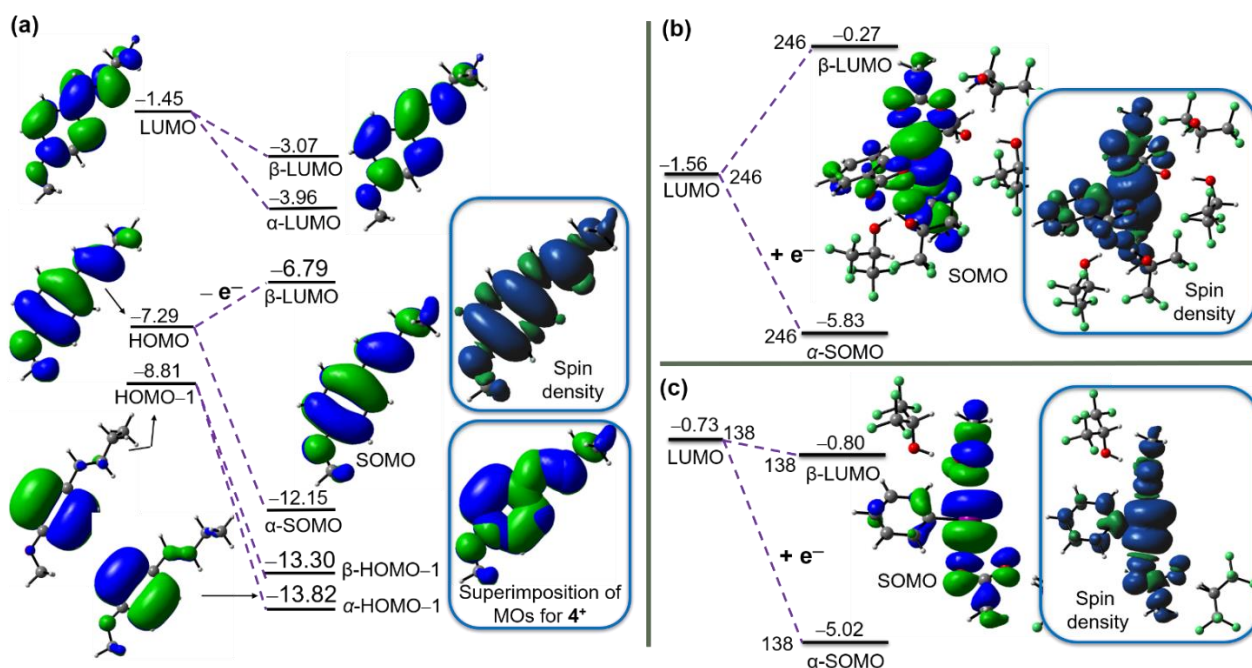 (a)
−1.45
LUMO
−3.07
β-LUMO
−3.96
α-LUMO
−6.79
β-LUMO
− e−
−7.29
HOMO
−8.81
HOMO−1
SOMO
−12.15
α-SOMO
−13.30
β-HOMO−1
−13.82
α-HOMO−1
Spin
density
Superimposition of
MOs for 4+
(b)
246
−0.27
β-LUMO
−1.56
LUMO
246
+ e−
SOMO
−5.83
246
α-SOMO
Spin
density
(c)
−0.73
LUMO
138
−0.80
138
β-LUMO
+ e−
SOMO
−5.02
138
α-SOMO
Spin
density